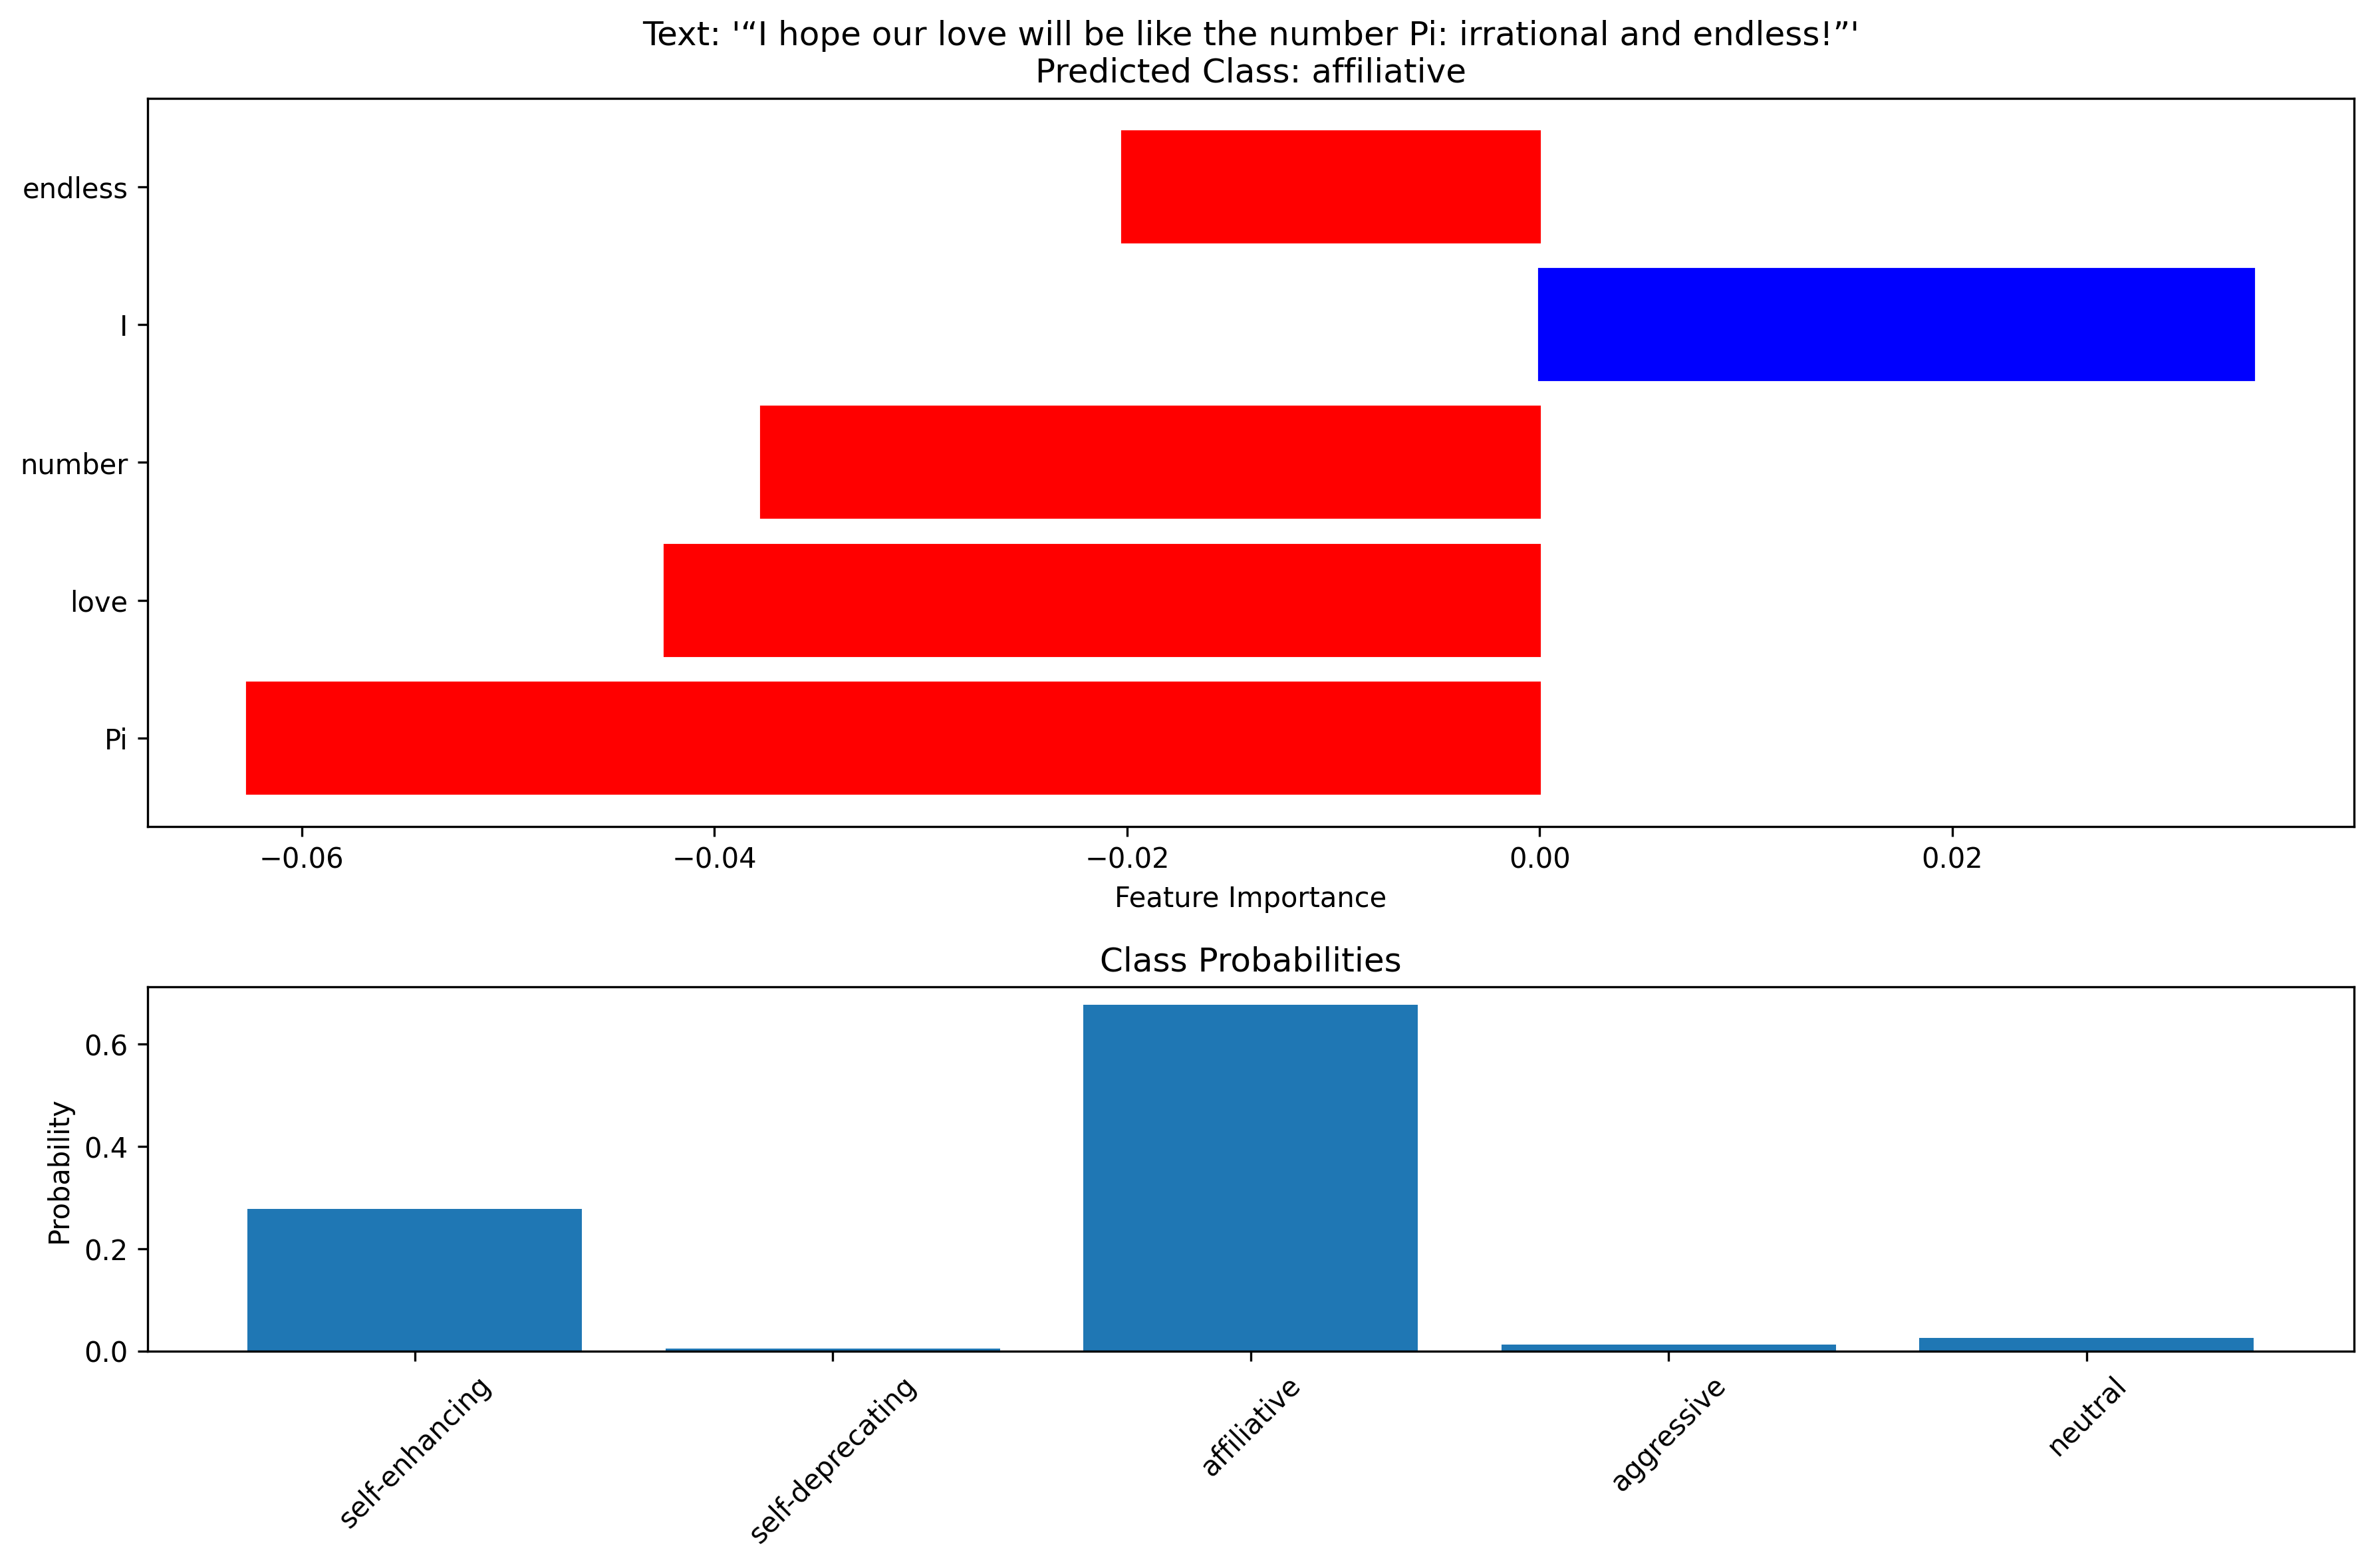 Text: '“I hope our love will be like the number Pi: irrational and endless!”'
Predicted Class: affiliative
endless
I
number
love
Pi
−0.06
−0.04
−0.02
0.00
0.02
Feature Importance
Class Probabilities
Probability
0.6
0.4
0.2
0.0
self-enhancing
self-deprecating
affiliative
aggressive
neutral